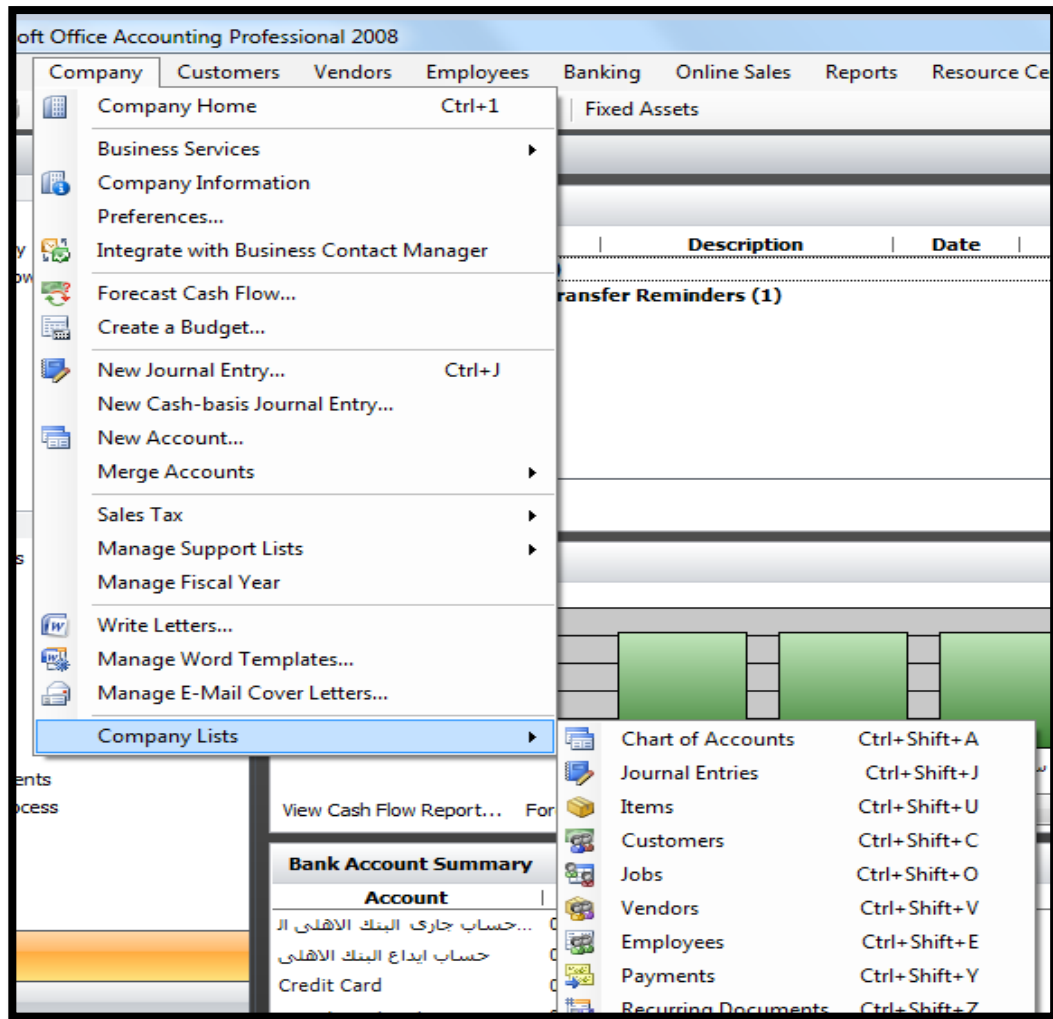 oft Office Accounting Professional 2008
Company Customers Vendors Employees Banking Online Sales Reports Resource Ce
Company Home Ctrl+1
Fixed Assets
Business Services
Company Information
Preferences...
Integrate with Business Contact Manager
Description Date
Forecast Cash Flow...
ransfer Reminders (1)
Create a Budget...
New Journal Entry... Ctrl+J
New Cash-basis Journal Entry...
New Account...
Merge Accounts
Sales Tax
Manage Support Lists
Manage Fiscal Year
Write Letters...
Manage Word Templates...
Manage E-Mail Cover Letters...
Company Lists
Chart of Accounts Ctrl+Shift+A
Journal Entries Ctrl+Shift+J
Items Ctrl+Shift+U
Customers Ctrl+Shift+C
Jobs Ctrl+Shift+O
Vendors Ctrl+Shift+V
Employees Ctrl+Shift+E
Payments Ctrl+Shift+Y
Recurring Documents Ctrl+Shift+Z
ents
ocess
View Cash Flow Report... For
Bank Account Summary
Account
حساب جارى البنك الاهلى ال...
حساب ايداع البنك الاهلى
Credit Card